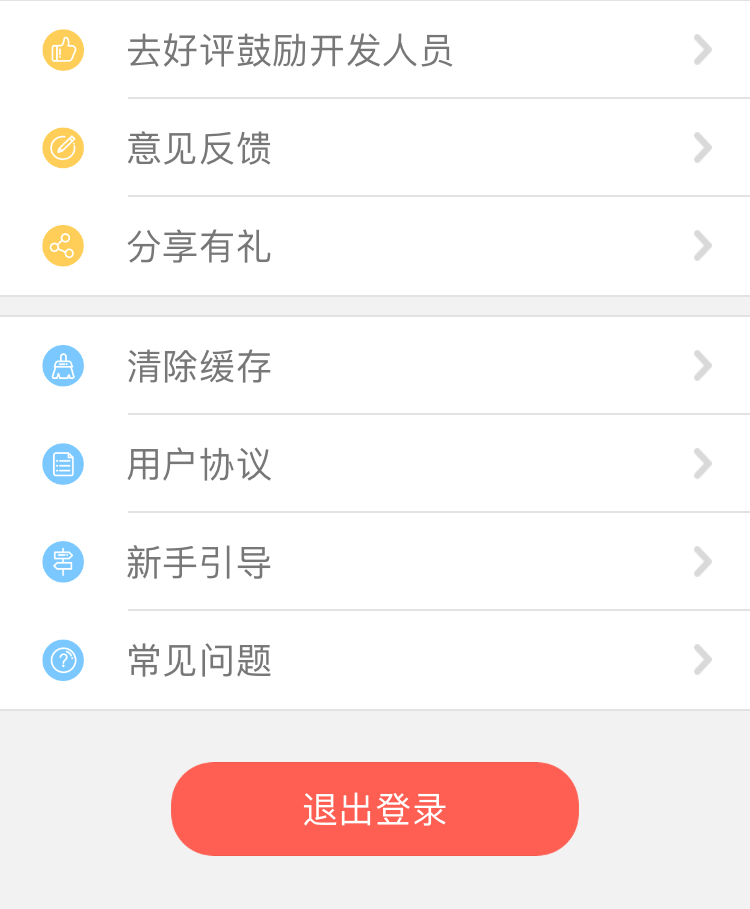 去好评鼓励开发人员
意见反馈
分享有礼
清除缓存
用户协议
新手引导
常见问题
退出登录